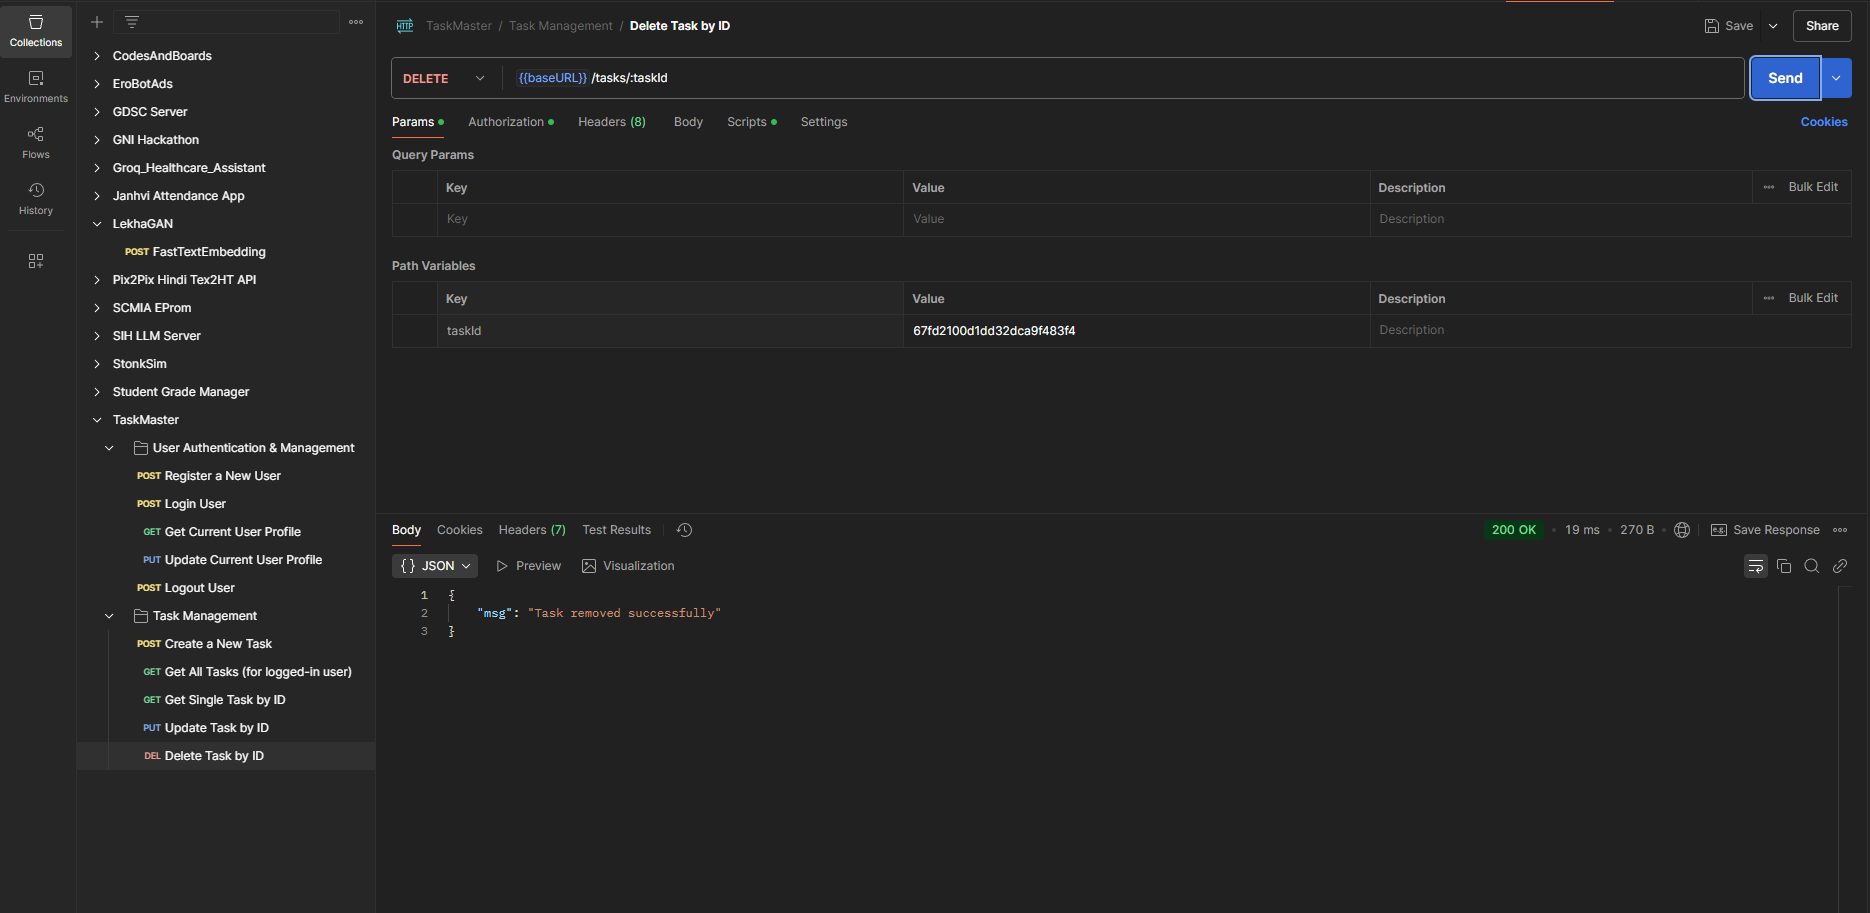 Collections
Environments
Flows
History
CodesAndBoards
EroBotAds
GDSC Server
GNI Hackathon
Groq_Healthcare_Assistant
Janhvi Attendance App
LekhaGAN
POST FastTextEmbedding
Pix2Pix Hindi Tex2HT API
SCMIA EProm
SIH LLM Server
StonkSim
Student Grade Manager
TaskMaster
User Authentication & Management
POST Register a New User
POST Login User
GET Get Current User Profile
PUT Update Current User Profile
POST Logout User
Task Management
POST Create a New Task
GET Get All Tasks (for logged-in user)
GET Get Single Task by ID
PUT Update Task by ID
DEL Delete Task by ID
HTTP TaskMaster / Task Management / Delete Task by ID
Save Share
DELETE {{baseURL}} /tasks/:taskId Send
Params Authorization Headers (8) Body Scripts Settings Cookies
Query Params
Key Value Description Bulk Edit
Key Value Description
Path Variables
Key Value Description Bulk Edit
taskId 67fd2100d1dd32dca9f483f4 Description
Body Cookies Headers (7) Test Results 200 OK 19 ms 270 B e.g. Save Response
{} JSON Preview Visualization
1 {
2 "msg": "Task removed successfully"
3 }